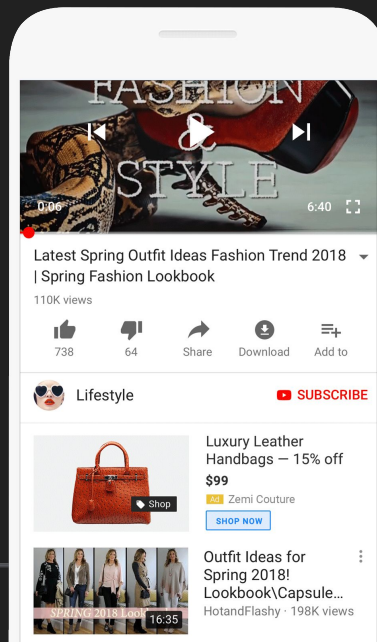 FASHION
&
STYLE
0:06
6:40
Latest Spring Outfit Ideas Fashion Trend 2018
| Spring Fashion Lookbook
110K views
738
64
Share
Download
Add to
Lifestyle
SUBSCRIBE
Luxury Leather
Handbags — 15% off
$99
Ad Zemi Couture
Shop
SHOP NOW
Outfit Ideas for
Spring 2018!
Lookbook\Capsule...
HotandFlashy · 198K views
SPRING 2018 Look
16:35